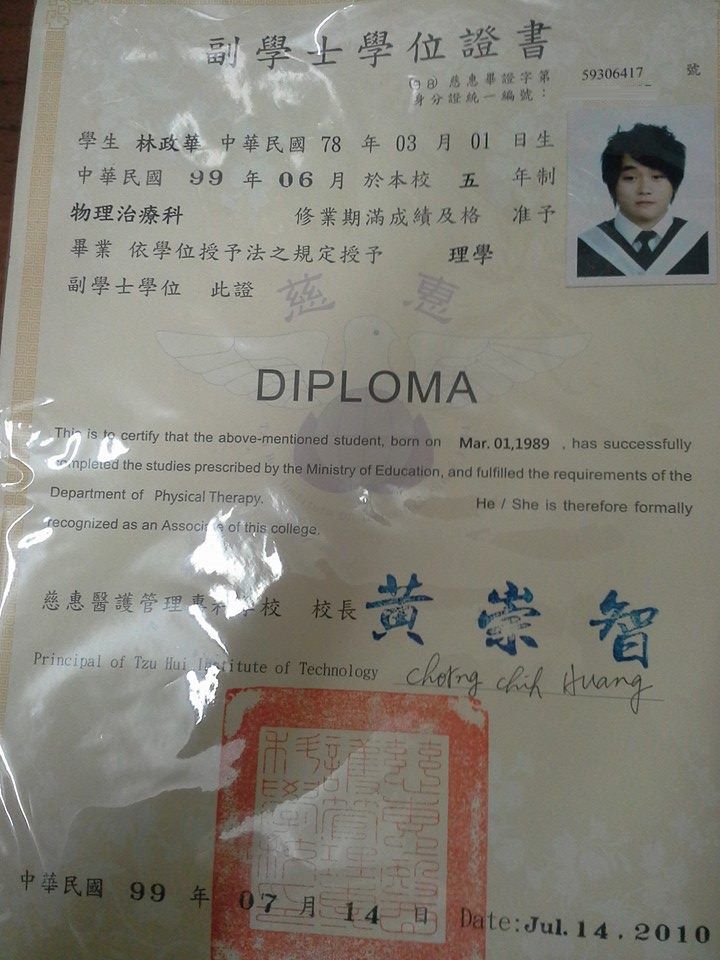 副學士學位證書
(98) 慈惠畢證字第 59306417 號
身分證統一編號：
學生 林政華 中華民國 78 年 03 月 01 日生
中華民國 99 年 06 月 於本校 五 年制
物理治療科 修業期滿成績及格 准予
畢業 依學位授予法之規定授予 理學
副學士學位 此證
慈 惠
DIPLOMA
This is to certify that the above-mentioned student, born on Mar. 01,1989 , has successfully
completed the studies prescribed by the Ministry of Education, and fulfilled the requirements of the
Department of Physical Therapy. He / She is therefore formally
recognized as an Associate of this college.
慈惠醫護管理專科學校 校長 黃崇智
Principal of Tzu Hui Institute of Technology Chorng Chih Huang
中華民國 99 年 07 月 14 日 Date:Jul.14.2010